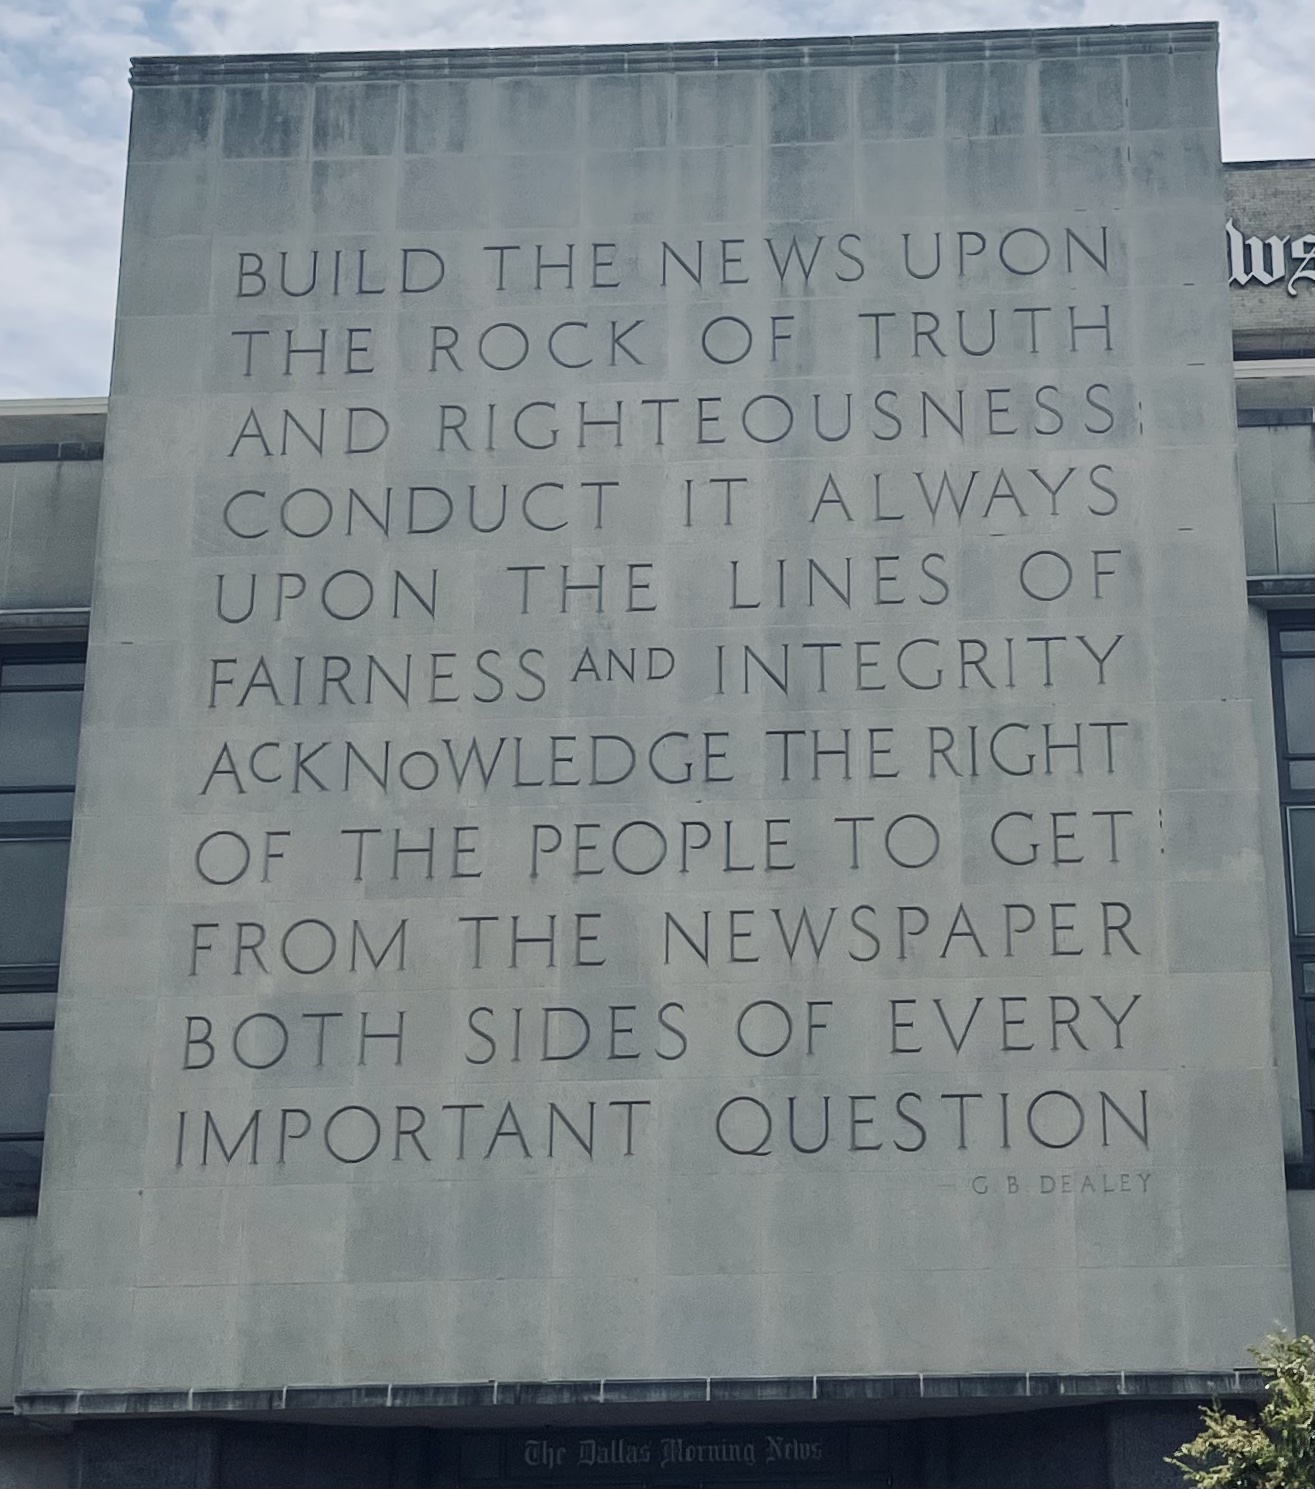 BUILD THE NEWS UPON
THE ROCK OF TRUTH
AND RIGHTEOUSNESS;
CONDUCT IT ALWAYS
UPON THE LINES OF
FAIRNESS AND INTEGRITY
ACKNOWLEDGE THE RIGHT
OF THE PEOPLE TO GET
FROM THE NEWSPAPER
BOTH SIDES OF EVERY
IMPORTANT QUESTION
— G. B. DEALEY
The Dallas Morning News